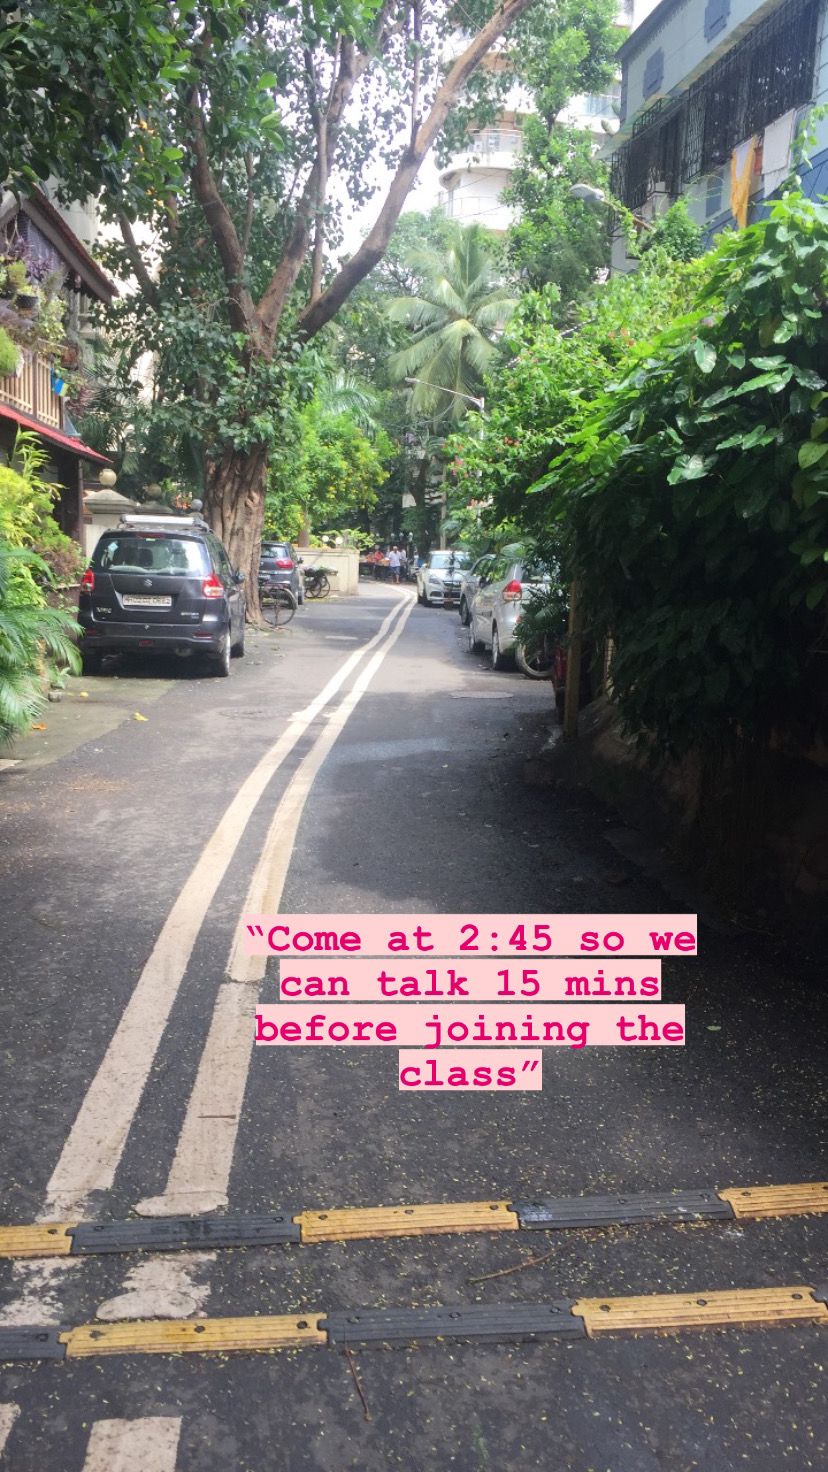 “Come at 2:45 so we
can talk 15 mins
before joining the
class”